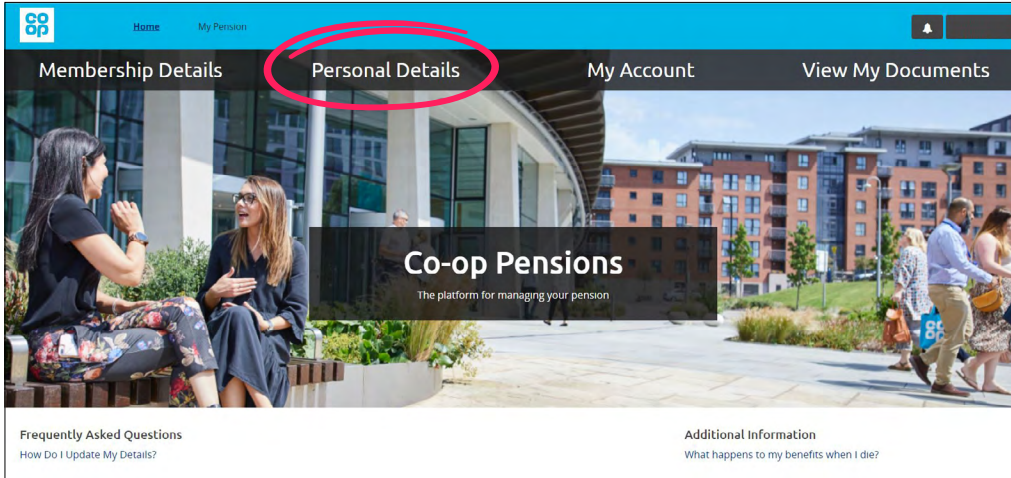 CO
OP
Home
My Pension
Membership Details
Personal Details
My Account
View My Documents
Co-op Pensions
The platform for managing your pension
Frequently Asked Questions
How Do I Update My Details?
Additional Information
What happens to my benefits when I die?